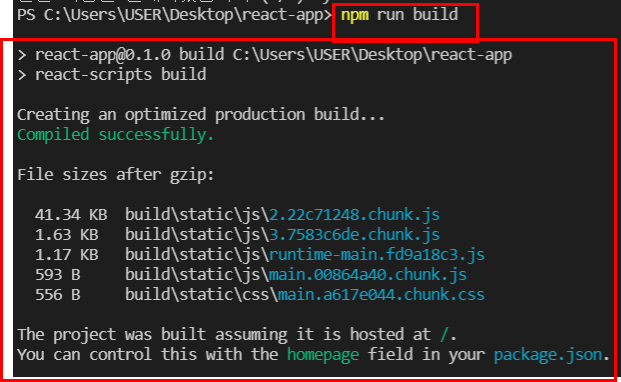 PS C:\Users\USER\Desktop\react-app> npm run build
> react-app@0.1.0 build C:\Users\USER\Desktop\react-app
> react-scripts build
Creating an optimized production build...
Compiled successfully.
File sizes after gzip:
41.34 KB build\static\js\2.22c71248.chunk.js
1.63 KB build\static\js\3.7583c6de.chunk.js
1.17 KB build\static\js\runtime-main.fd9a18c3.js
593 B build\static\js\main.00864a40.chunk.js
556 B build\static\css\main.a617e044.chunk.css
The project was built assuming it is hosted at /.
You can control this with the homepage field in your package.json.